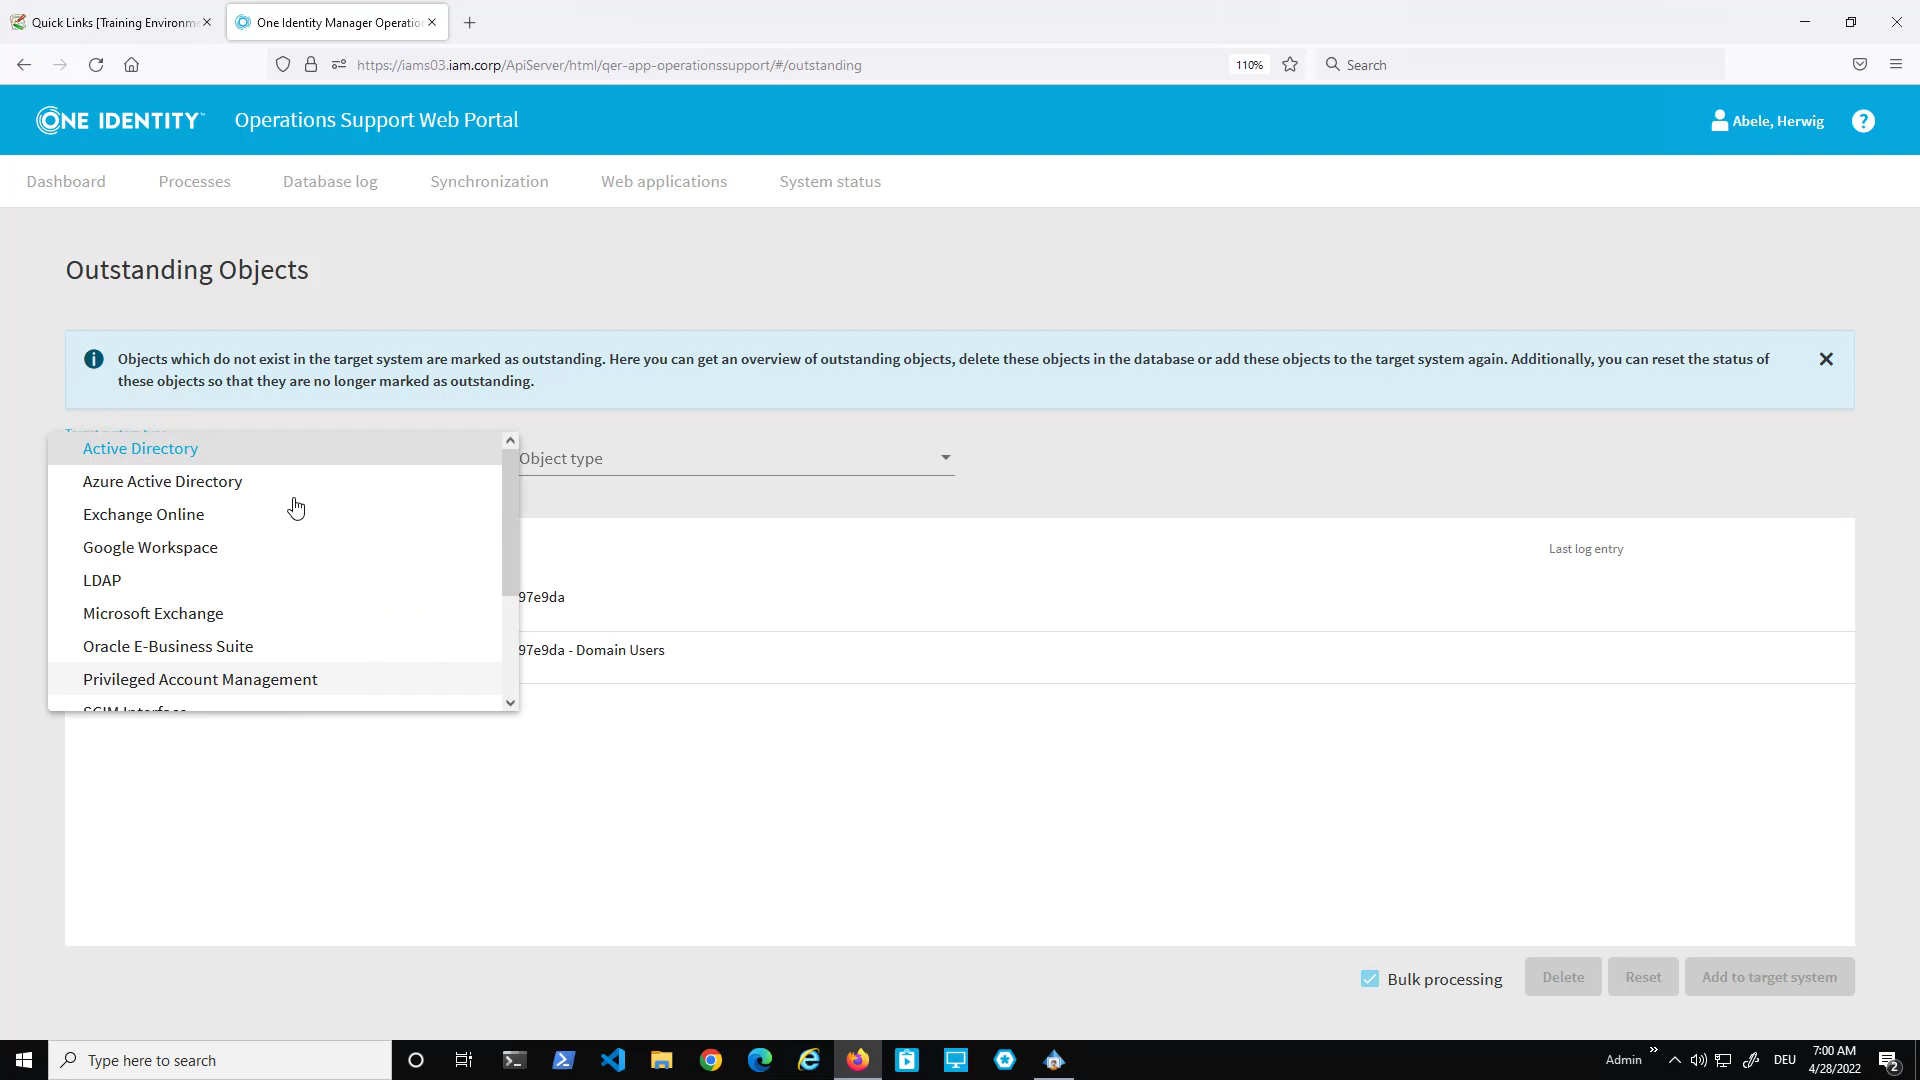 Quick Links [Training Environme
One Identity Manager Operatio
https://iams03.iam.corp/ApiServer/html/qer-app-operationssupport/#/outstanding
110%
Search
ONE IDENTITY
Operations Support Web Portal
Abele, Herwig
?
Dashboard
Processes
Database log
Synchronization
Web applications
System status
Outstanding Objects
Objects which do not exist in the target system are marked as outstanding. Here you can get an overview of outstanding objects, delete these objects in the database or add these objects to the target system again. Additionally, you can reset the status of
these objects so that they are no longer marked as outstanding.
Active Directory
Azure Active Directory
Exchange Online
Google Workspace
LDAP
Microsoft Exchange
Oracle E-Business Suite
Privileged Account Management
SCIM Interface
Object type
Last log entry
97e9da
97e9da - Domain Users
Bulk processing
Delete
Reset
Add to target system
Type here to search
Admin
DEU
7:00 AM
4/28/2022
2